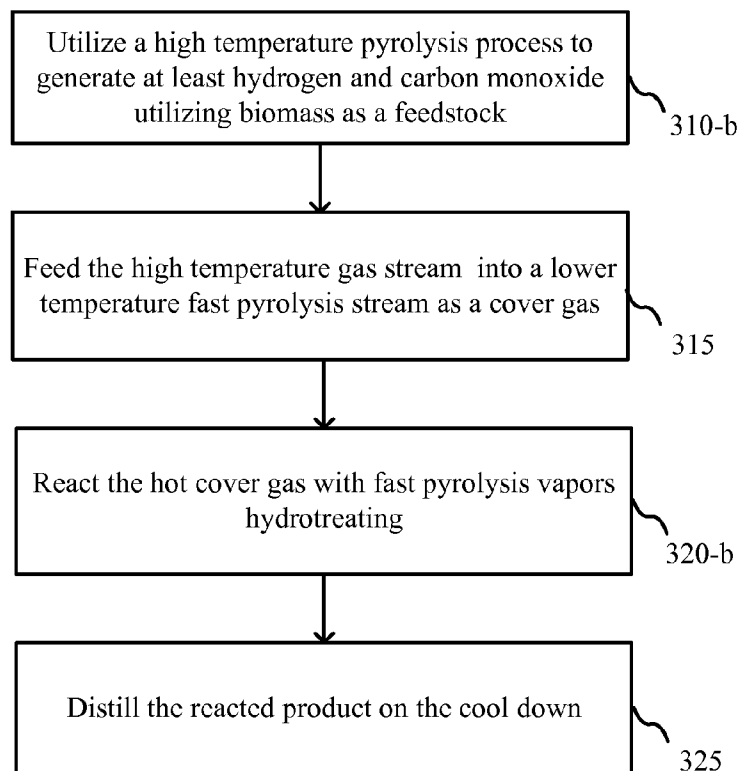 Utilize a high temperature pyrolysis process to
generate at least hydrogen and carbon monoxide
utilizing biomass as a feedstock
310-b
Feed the high temperature gas stream into a lower
temperature fast pyrolysis stream as a cover gas
315
React the hot cover gas with fast pyrolysis vapors
hydrotreating
320-b
Distill the reacted product on the cool down
325